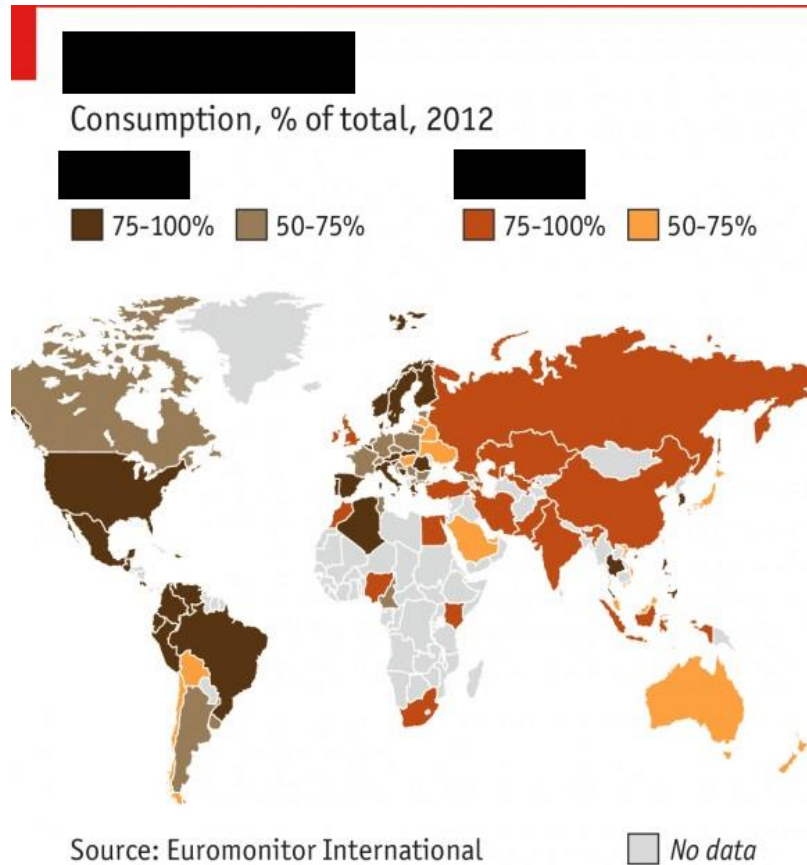 Consumption, % of total, 2012
75-100% 50-75% 75-100% 50-75%
Source: Euromonitor International No data